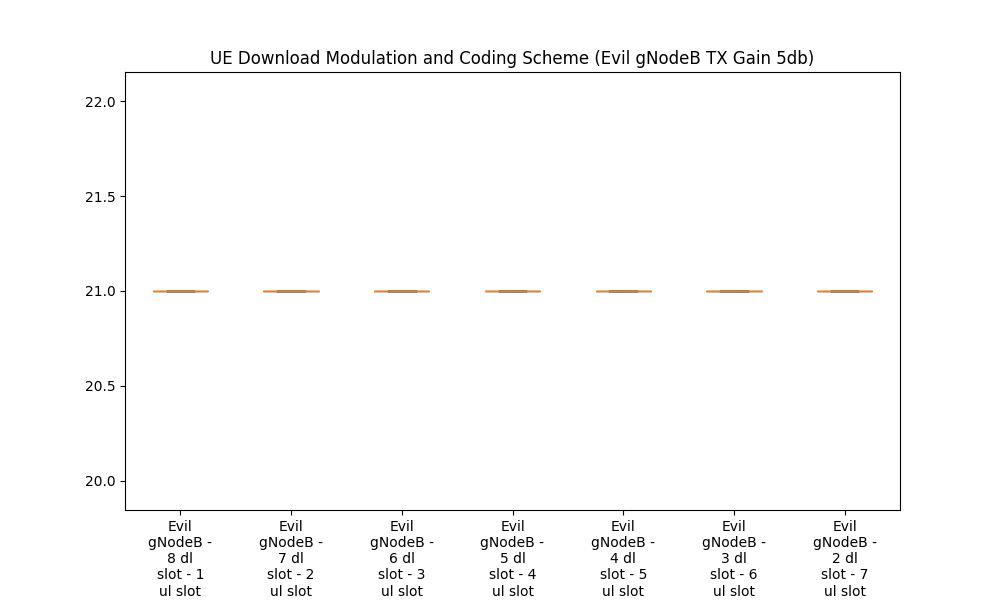 UE Download Modulation and Coding Scheme (Evil gNodeB TX Gain 5db)
22.0
21.5
21.0
20.5
20.0
Evil
gNodeB -
8 dl
slot - 1
ul slot
Evil
gNodeB -
7 dl
slot - 2
ul slot
Evil
gNodeB -
6 dl
slot - 3
ul slot
Evil
gNodeB -
5 dl
slot - 4
ul slot
Evil
gNodeB -
4 dl
slot - 5
ul slot
Evil
gNodeB -
3 dl
slot - 6
ul slot
Evil
gNodeB -
2 dl
slot - 7
ul slot